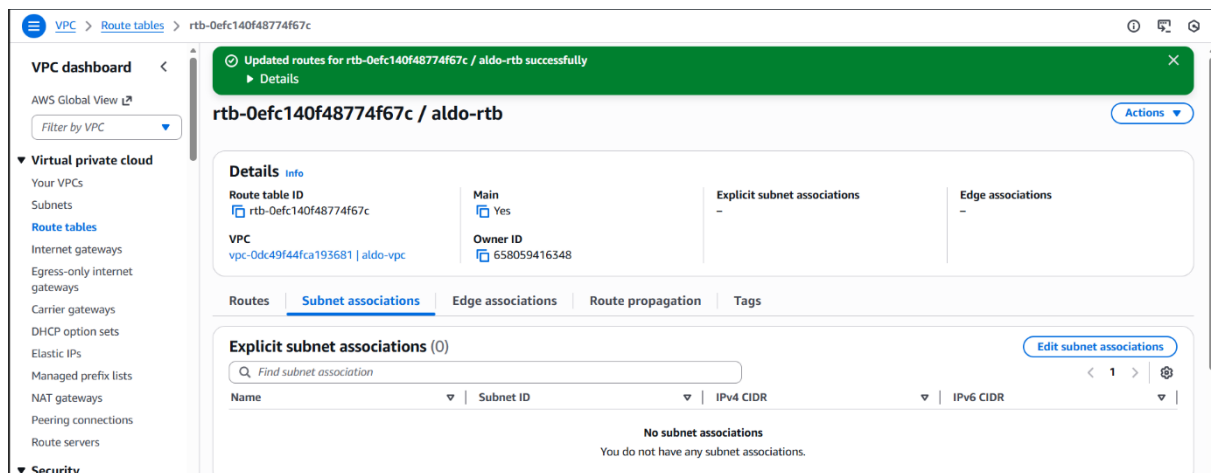 VPC > Route tables > rtb-0efc140f48774f67c
VPC dashboard
AWS Global View
Filter by VPC
Virtual private cloud
Your VPCs
Subnets
Route tables
Internet gateways
Egress-only internet
gateways
Carrier gateways
DHCP option sets
Elastic IPs
Managed prefix lists
NAT gateways
Peering connections
Route servers
Security
Updated routes for rtb-0efc140f48774f67c / aldo-rtb successfully
Details
rtb-0efc140f48774f67c / aldo-rtb
Actions
Details Info
Route table ID
rtb-0efc140f48774f67c
Main
Yes
Explicit subnet associations
–
Edge associations
–
VPC
vpc-0dc49f44fca193681 | aldo-vpc
Owner ID
658059416348
Routes Subnet associations Edge associations Route propagation Tags
Explicit subnet associations (0)
Edit subnet associations
Find subnet association
< 1 >
Name Subnet ID IPv4 CIDR IPv6 CIDR
No subnet associations
You do not have any subnet associations.